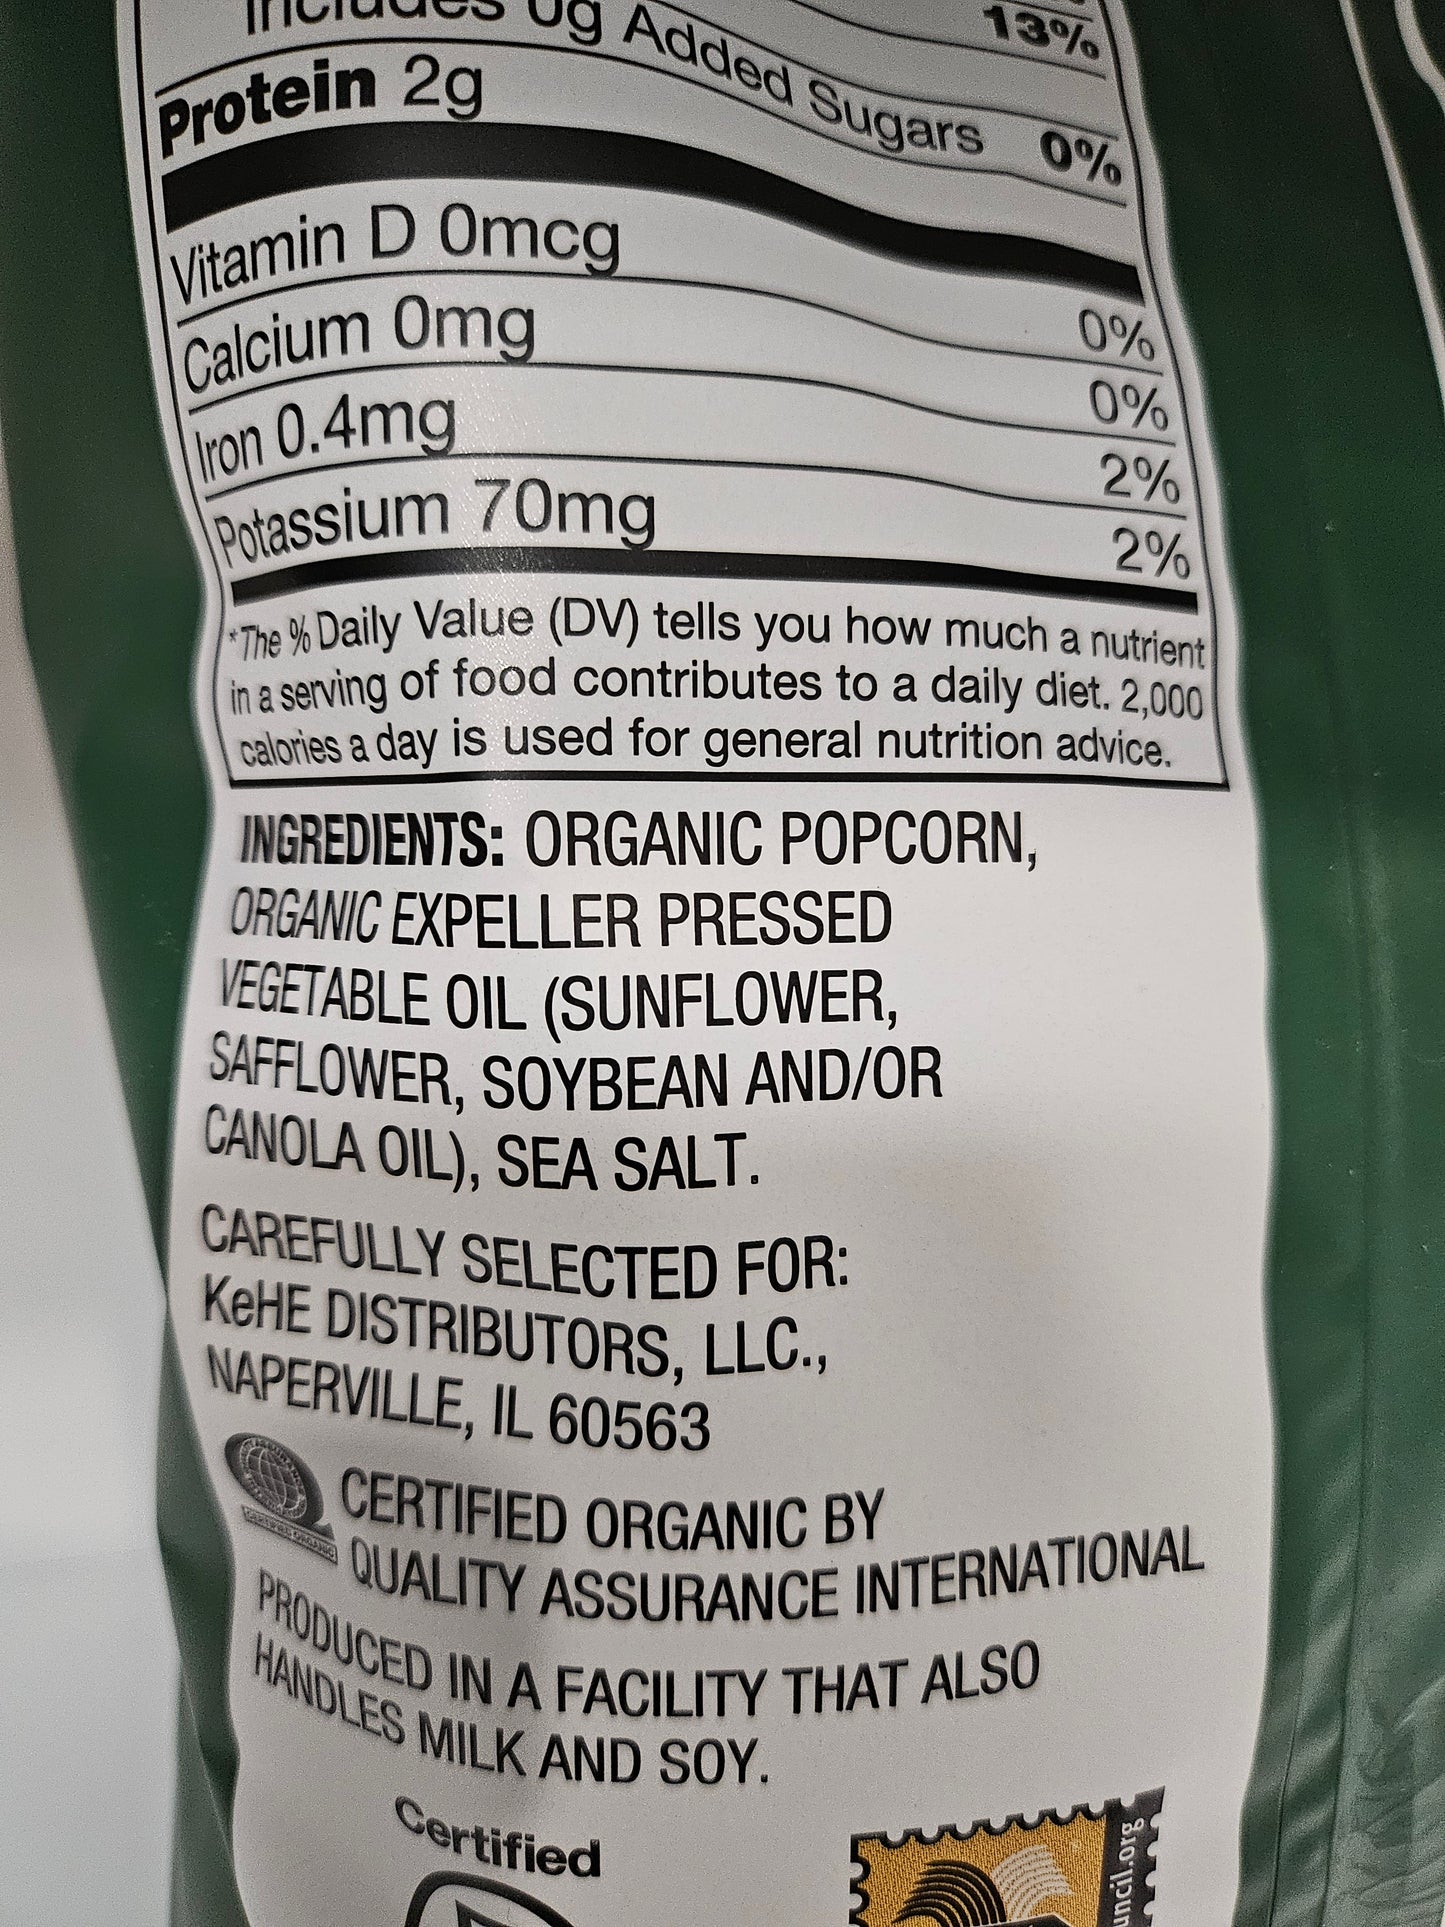 13%
Includes 0g Added Sugars 0%
Protein 2g
Vitamin D 0mcg 0%
Calcium 0mg 0%
Iron 0.4mg 2%
Potassium 70mg 2%
*The % Daily Value (DV) tells you how much a nutrient
in a serving of food contributes to a daily diet. 2,000
calories a day is used for general nutrition advice.
INGREDIENTS: ORGANIC POPCORN,
ORGANIC EXPELLER PRESSED
VEGETABLE OIL (SUNFLOWER,
SAFFLOWER, SOYBEAN AND/OR
CANOLA OIL), SEA SALT.
CAREFULLY SELECTED FOR:
KeHE DISTRIBUTORS, LLC.,
NAPERVILLE, IL 60563
CERTIFIED ORGANIC
CERTIFIED ORGANIC BY
QUALITY ASSURANCE INTERNATIONAL
PRODUCED IN A FACILITY THAT ALSO
HANDLES MILK AND SOY.
Certified
uncil.org